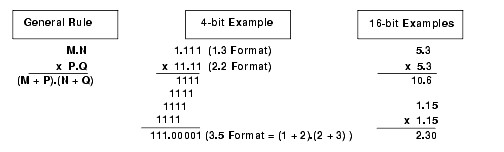 General Rule
4-bit Example
16-bit Examples
M.N
x P.Q
(M + P).(N + Q)
1.111 (1.3 Format)
x 11.11 (2.2 Format)
1111
1111
1111
1111
111.00001 (3.5 Format = (1 + 2).(2 + 3) )
5.3
x 5.3
10.6
1.15
x 1.15
2.30